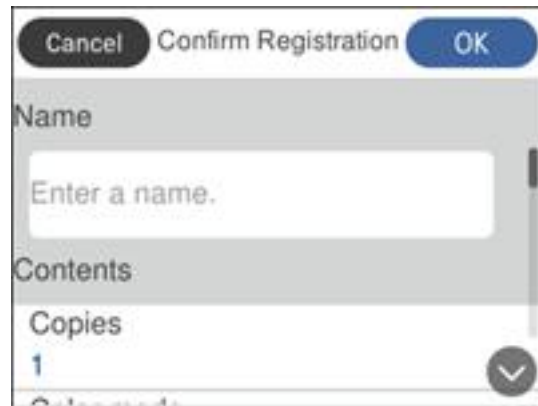 Cancel Confirm Registration OK
Name
Enter a name.
Contents
Copies
1